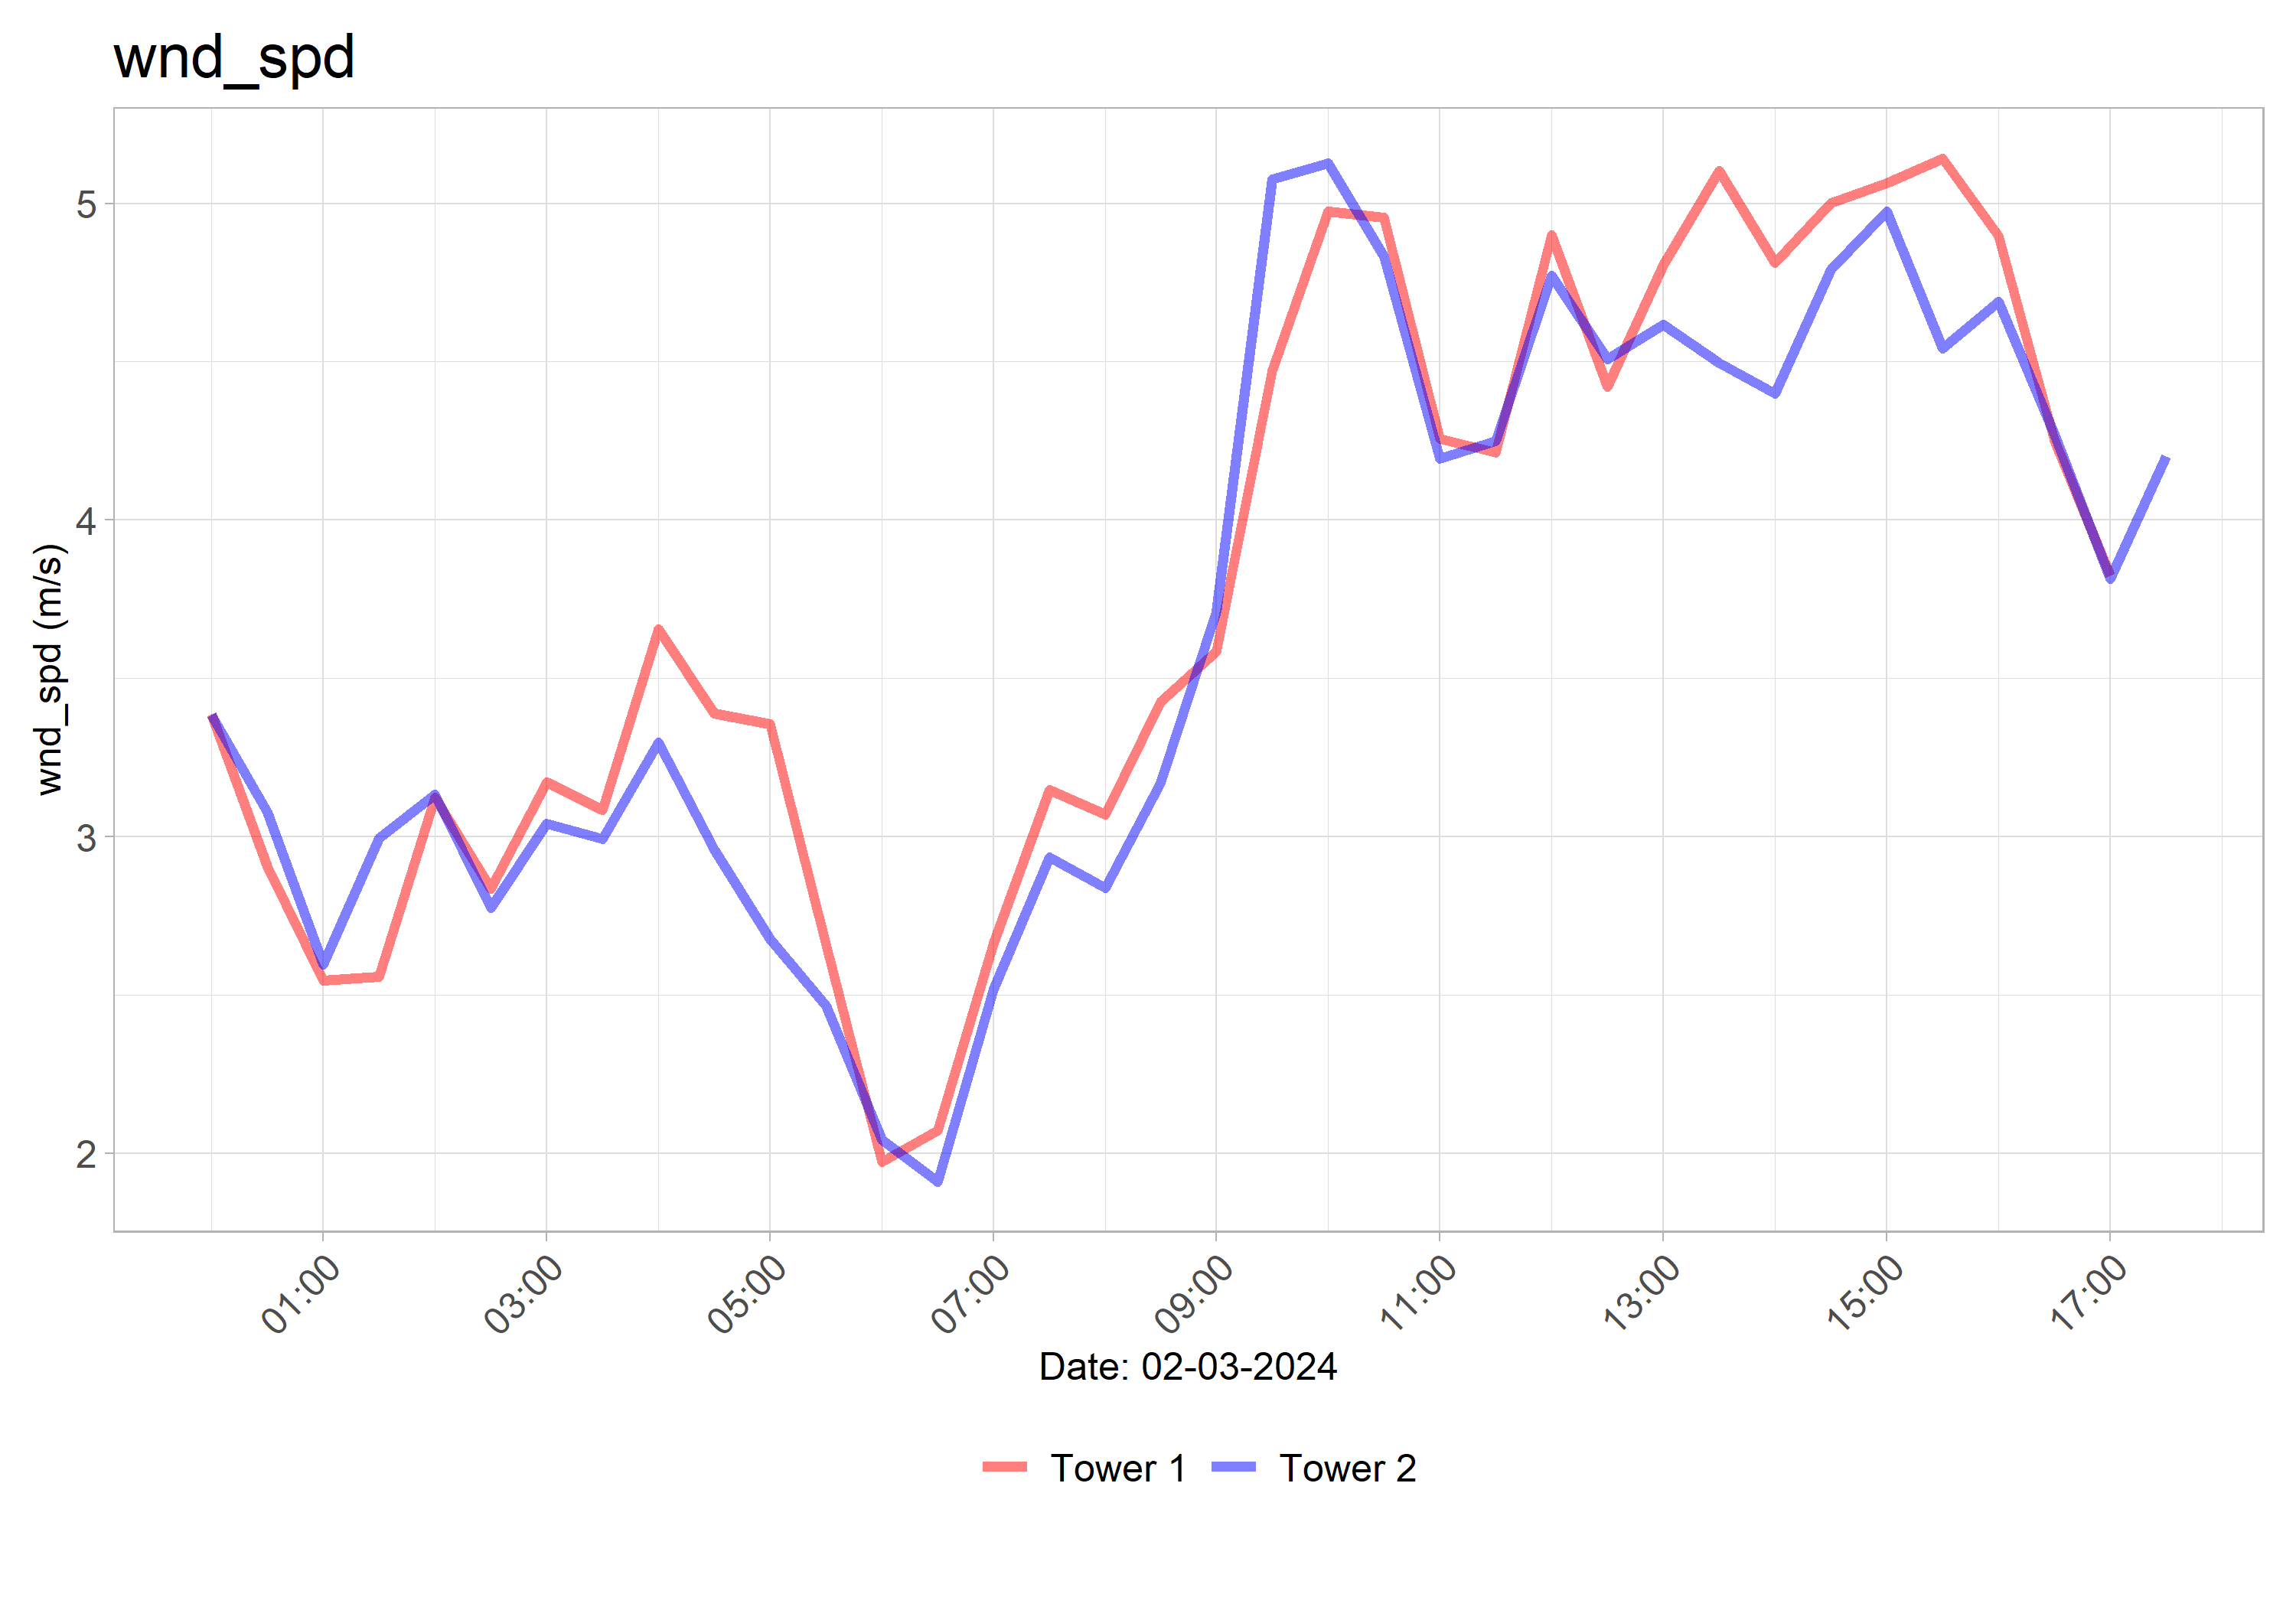 wnd_spd
wnd_spd (m/s)
5
4
3
2
01:00 03:00 05:00 07:00 09:00 11:00 13:00 15:00 17:00
Date: 02-03-2024
Tower 1 Tower 2